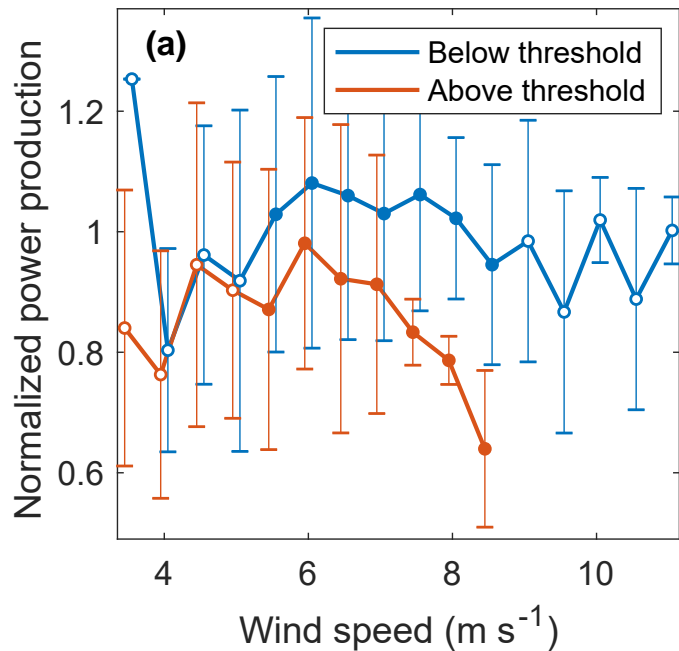 (a)
Below threshold
Above threshold
Normalized power production
1.2
1
0.8
0.6
4
6
8
10
Wind speed (m s⁻¹)